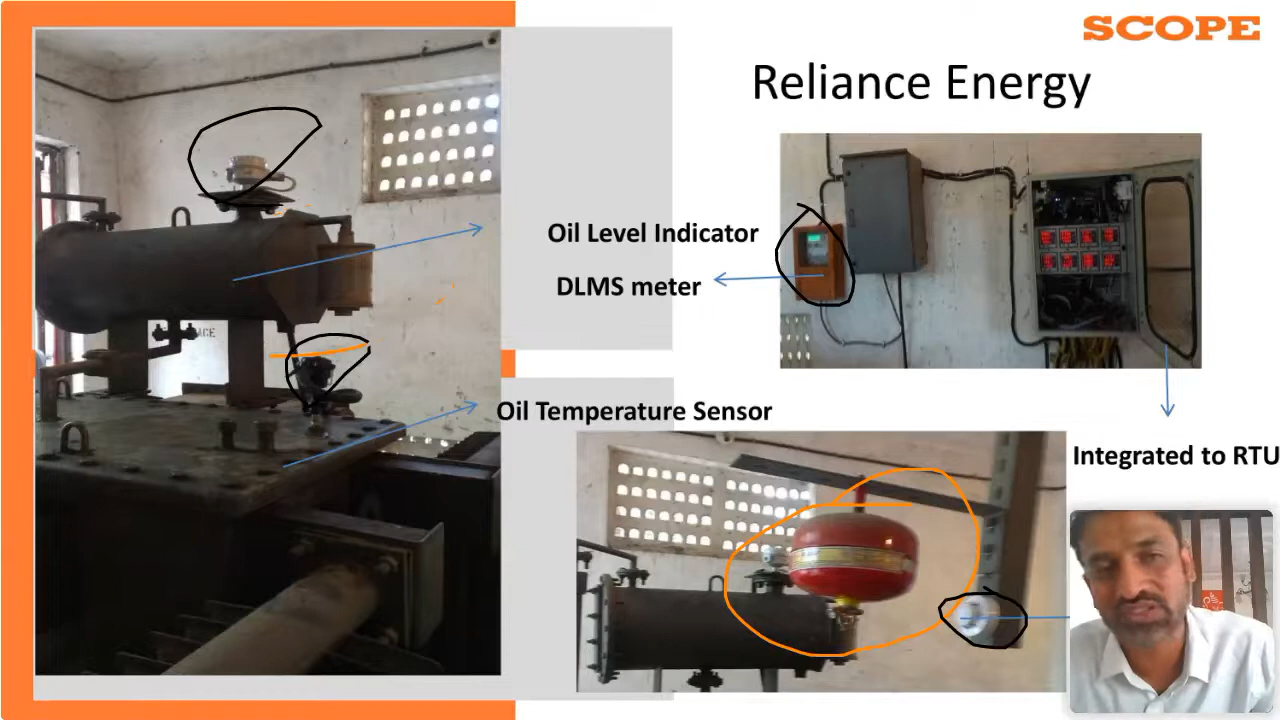 SCOPE
Reliance Energy
Oil Level Indicator
DLMS meter
Oil Temperature Sensor
Integrated to RTU